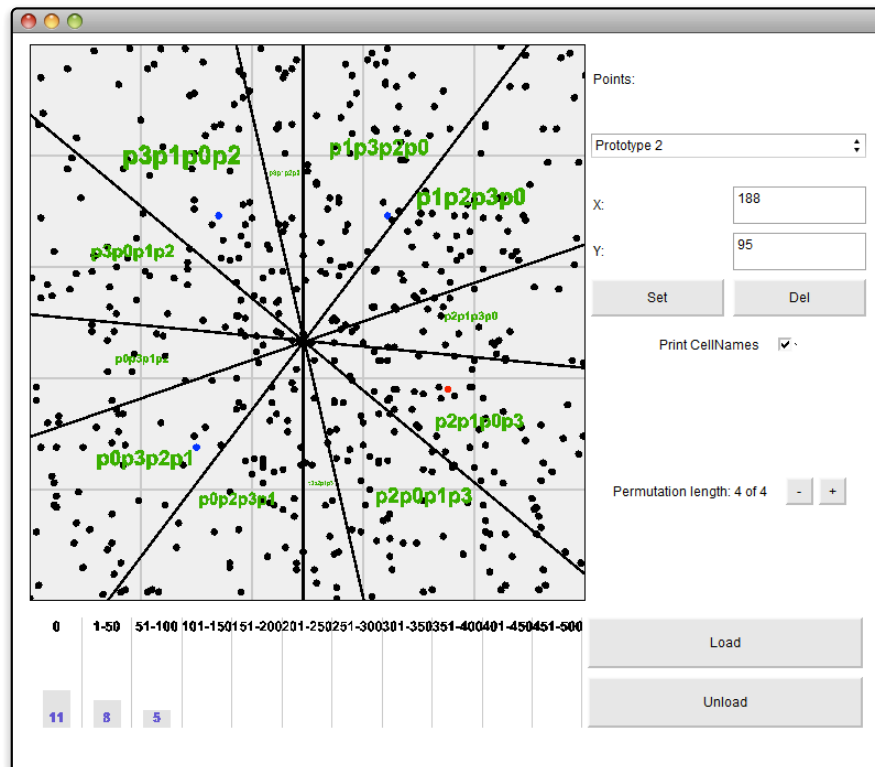 Points:
p3p1p0p2
p1p3p2p0
Prototype 2
p1p2p3p0
X:
188
p3p0p1p2
Y:
95
Set
Del
p2p1p3p0
p0p3p1p2
Print CellNames
p2p1p0p3
p0p3p2p1
p0p2p3p1
p2p0p1p3
Permutation length: 4 of 4
-
+
0 1-50 51-100 101-150 151-200 201-250 251-300 301-350 351-400 401-450 451-500
11 8 5
Load
Unload